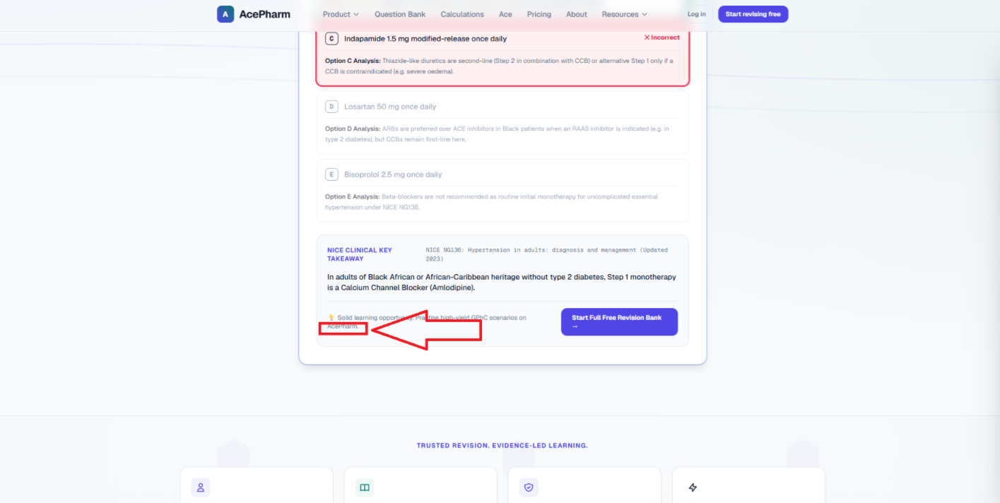 A AcePharm Product Question Bank Calculations Ace Pricing About Resources Log in Start revising free
C Indapamide 1.5 mg modified-release once daily Incorrect
Option C Analysis: Thiazide-like diuretics are second-line (Step 2 in combination with CCB) or alternative Step 1 only if a
CCB is contraindicated (e.g. severe oedema).
D Losartan 50 mg once daily
Option D Analysis: ARBs are preferred over ACE inhibitors in Black patients when an RAAS inhibitor is indicated (e.g. in
type 2 diabetes), but CCBs remain first-line here.
E Bisoprolol 2.5 mg once daily
Option E Analysis: Beta-blockers are not recommended as routine initial monotherapy for uncomplicated essential
hypertension under NICE NG136.
NICE CLINICAL KEY
TAKEAWAY
NICE NG136: Hypertension in adults: diagnosis and management (Updated
2023)
In adults of Black African or African-Caribbean heritage without type 2 diabetes, Step 1 monotherapy
is a Calcium Channel Blocker (Amlodipine).
Solid learning opportunity. Practise high-yield GPhC scenarios on
AcePharm.
Start Full Free Revision Bank
→
TRUSTED REVISION. EVIDENCE-LED LEARNING.